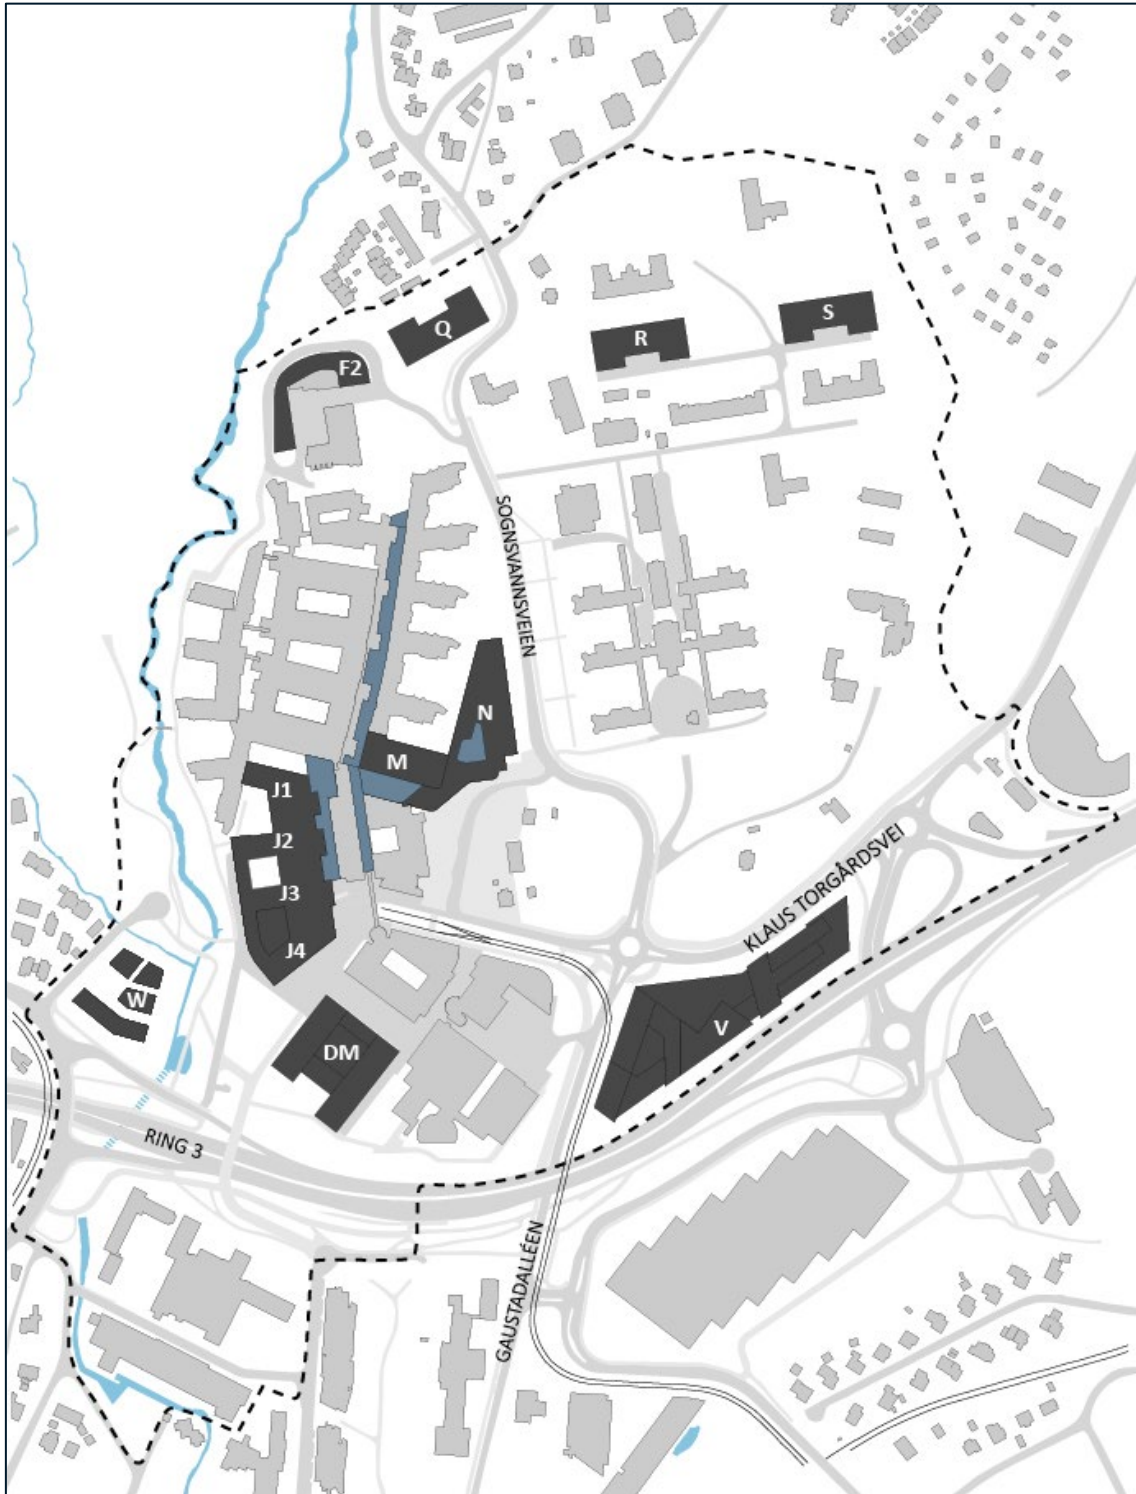 S
Q
R
F2
SOGNSVANNSVEIEN
N
M
J1
J2
KLAUS TORGÅRDSVEI
J3
J4
W
V
DM
RING 3
GAUSTADALLÉEN